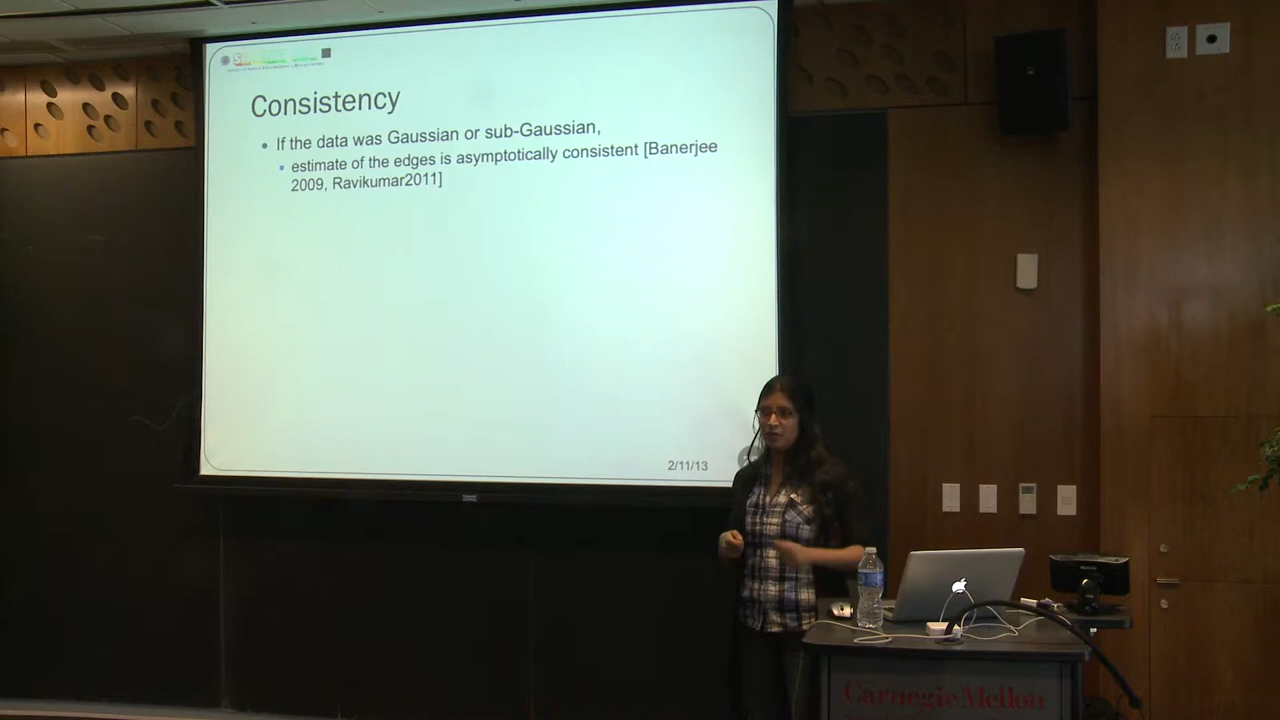 Consistency
• If the data was Gaussian or sub-Gaussian,
• estimate of the edges is asymptotically consistent [Banerjee
2009, Ravikumar2011]
2/11/13
Carnegie Mellon